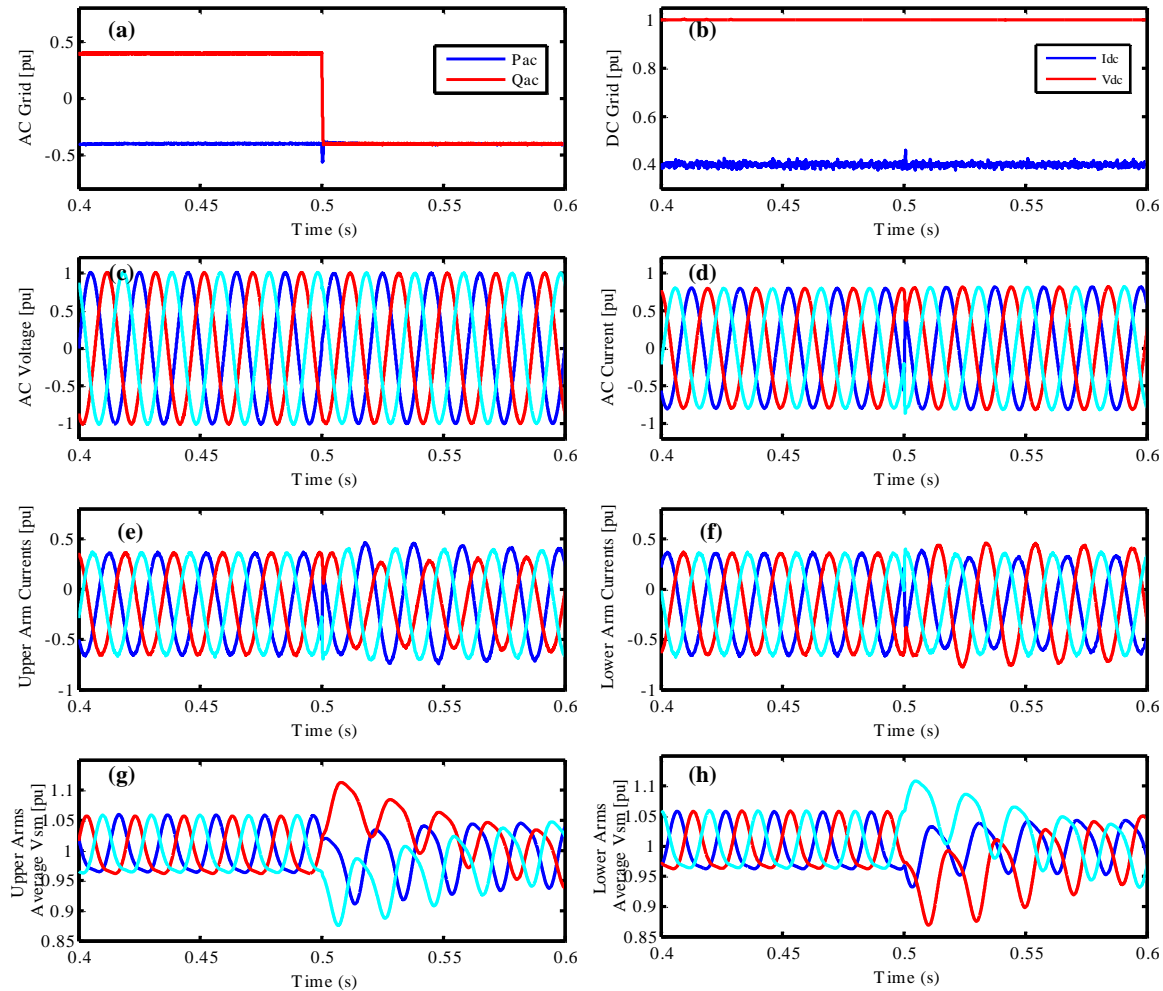 (a)
AC Grid [pu]
0.5
0
-0.5
Pac
Qac
0.4
0.45
0.5
0.55
0.6
Time (s)
(b)
DC Grid [pu]
1
0.8
0.6
0.4
Idc
Vdc
0.4
0.45
0.5
0.55
0.6
Time (s)
(c)
AC Voltage [pu]
1
0.5
0
-0.5
-1
0.4
0.45
0.5
0.55
0.6
Time (s)
(d)
AC Current [pu]
1
0.5
0
-0.5
-1
0.4
0.45
0.5
0.55
0.6
Time (s)
(e)
Upper Arm Currents [pu]
0.5
0
-0.5
-1
0.4
0.45
0.5
0.55
0.6
Time (s)
(f)
Lower Arm Currents [pu]
0.5
0
-0.5
-1
0.4
0.45
0.5
0.55
0.6
Time (s)
(g)
Upper Arms
Average Vsm [pu]
1.1
1.05
1
0.95
0.9
0.85
0.4
0.45
0.5
0.55
0.6
Time (s)
(h)
Lower Arms
Average Vsm [pu]
1.1
1.05
1
0.95
0.9
0.85
0.4
0.45
0.5
0.55
0.6
Time (s)